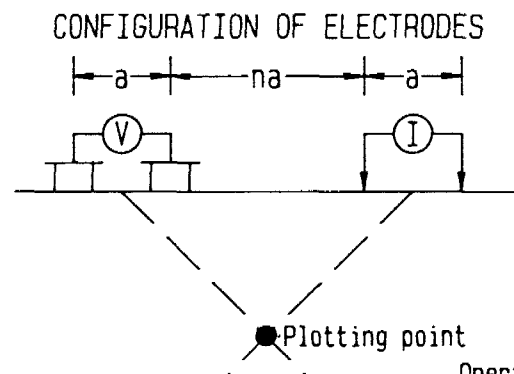 CONFIGURATION OF ELECTRODES
a na a
V I
Plotting point